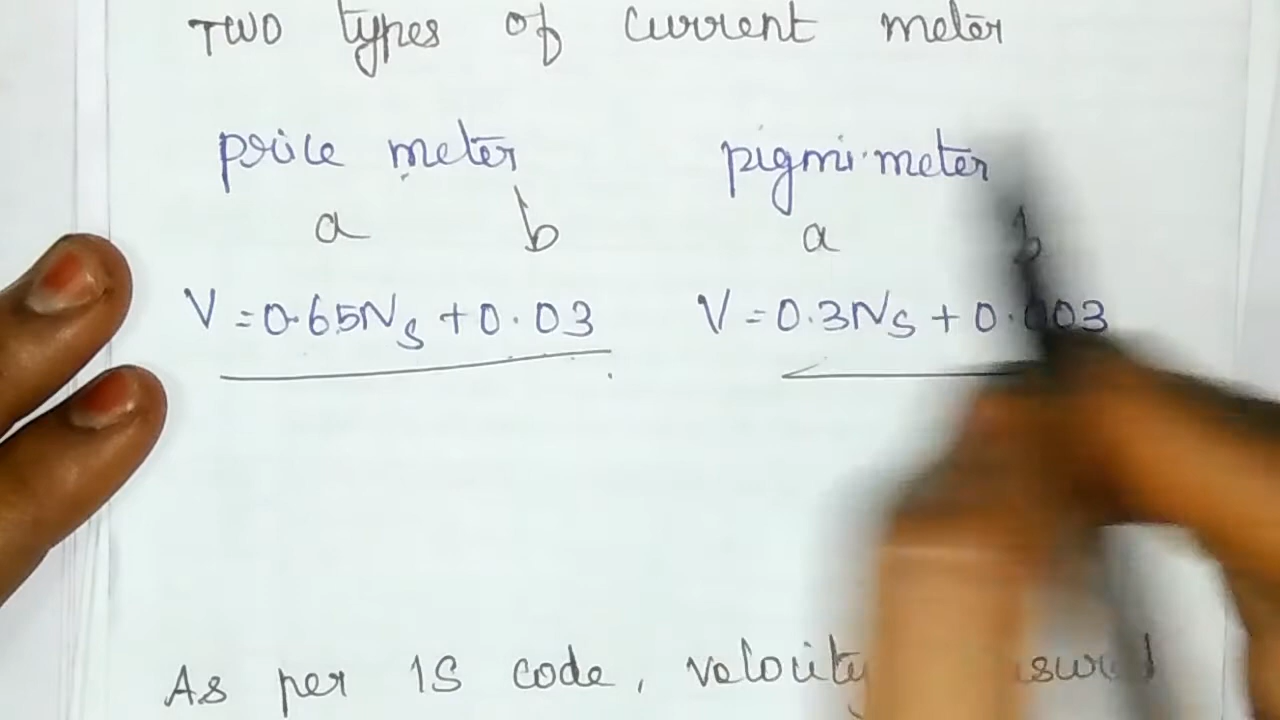 Two types of current meter
price meter pigmi meter
a b a b
V = 0.65Ns + 0.03 V = 0.3Ns + 0.003
As per IS code, velocity